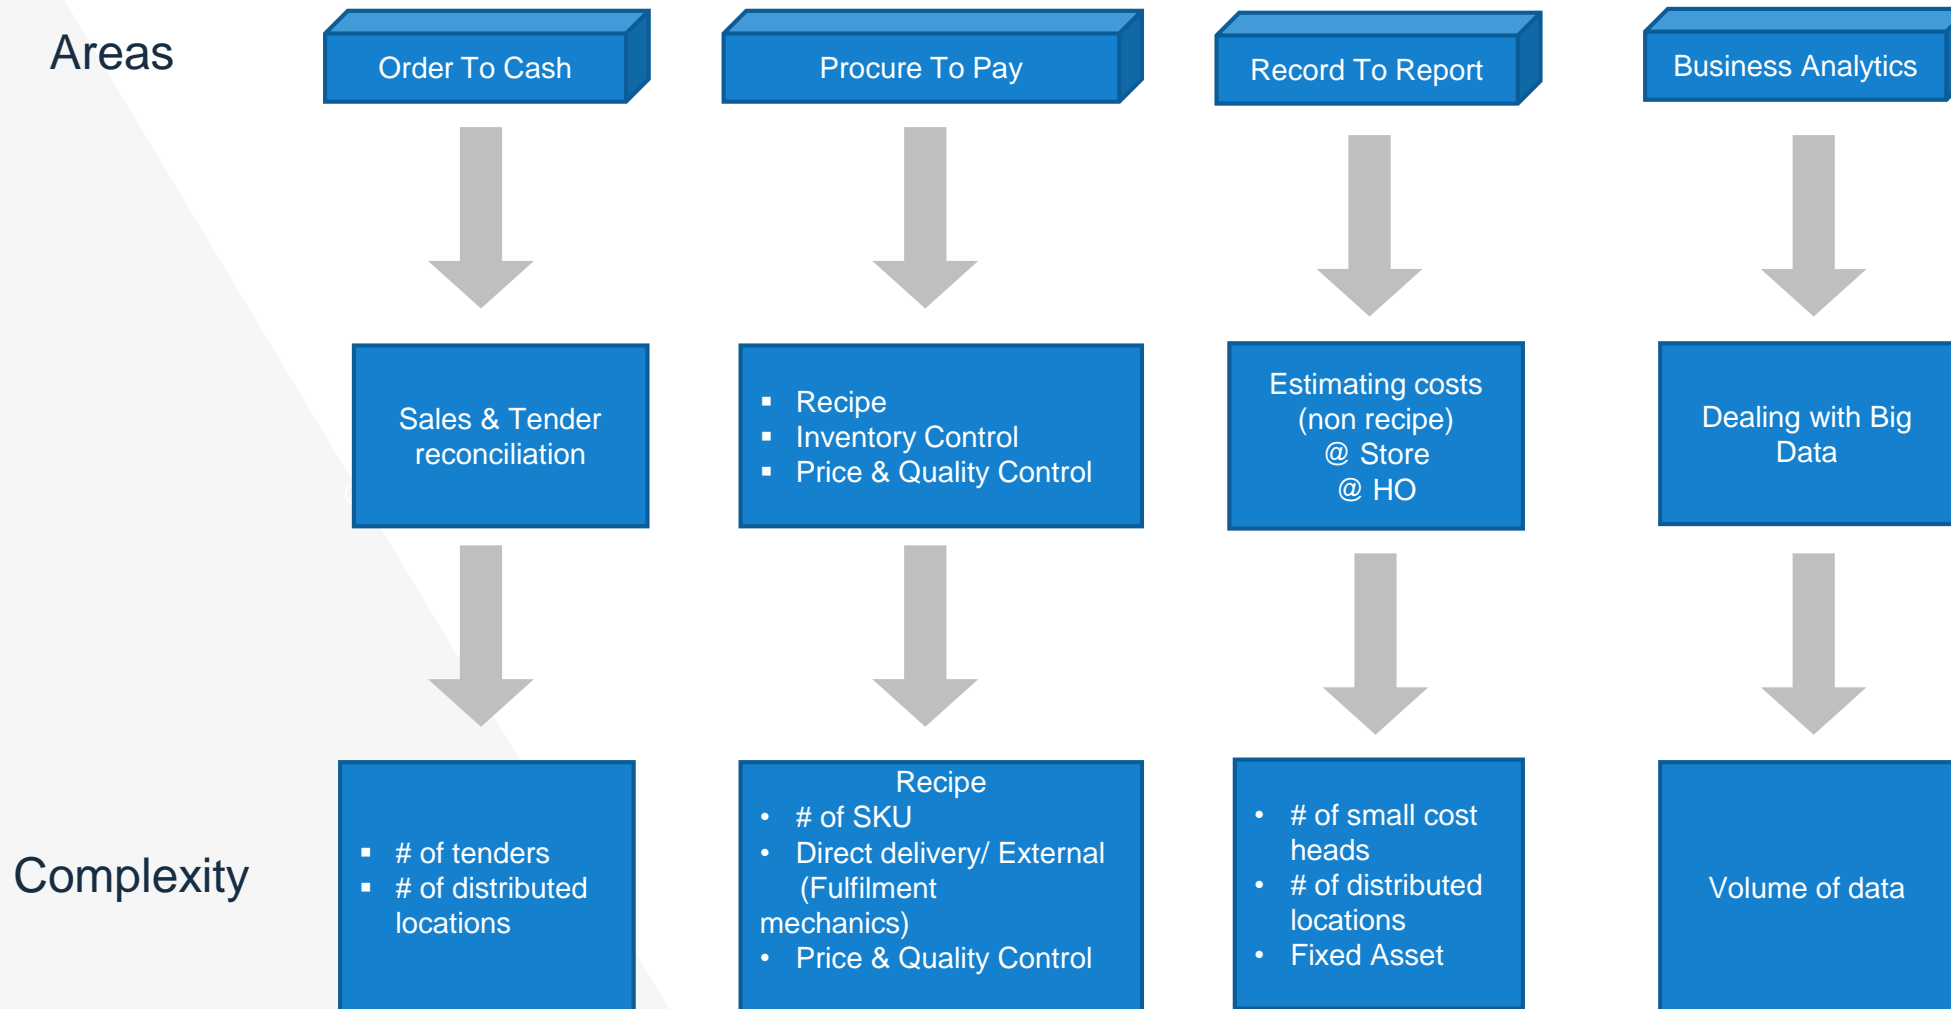 Areas
Order To Cash
Procure To Pay
Record To Report
Business Analytics
Sales & Tender
reconciliation
▪ Recipe
▪ Inventory Control
▪ Price & Quality Control
Estimating costs
(non recipe)
@ Store
@ HO
Dealing with Big
Data
Complexity
▪ # of tenders
▪ # of distributed
locations
Recipe
• # of SKU
• Direct delivery/ External
(Fulfilment
mechanics)
• Price & Quality Control
• # of small cost
heads
• # of distributed
locations
• Fixed Asset
Volume of data